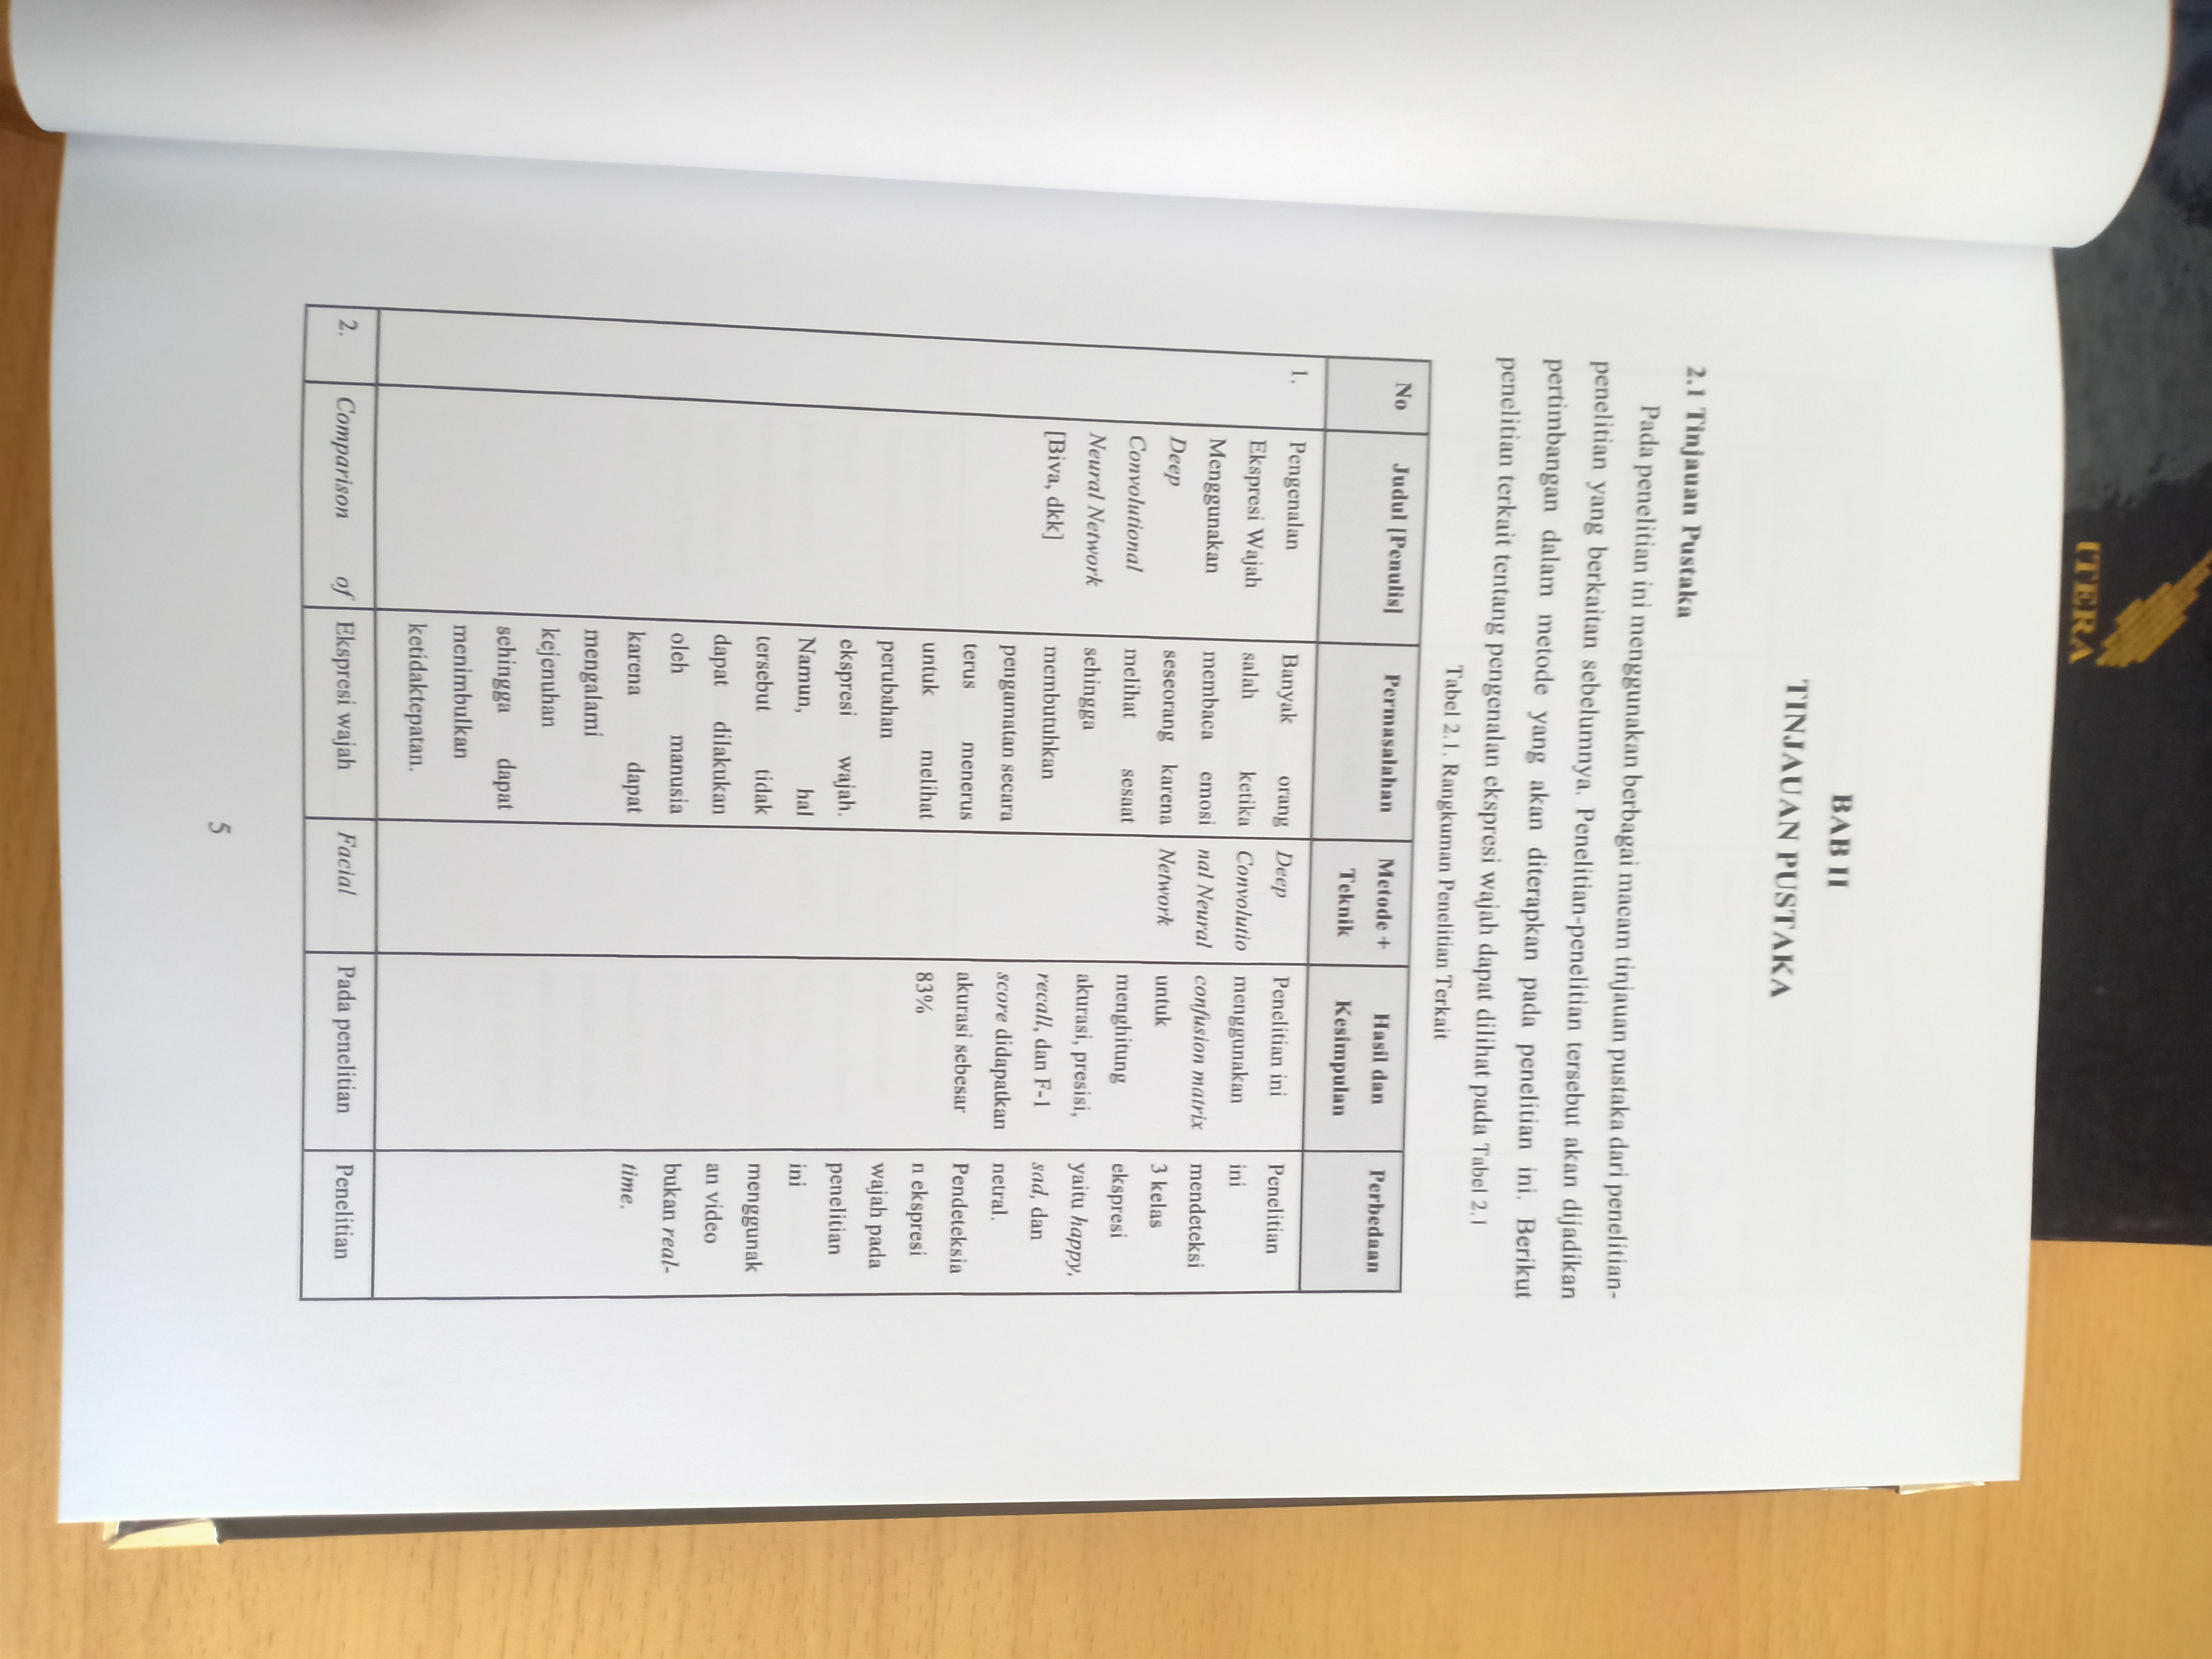 ITERA
BAB II
TINJAUAN PUSTAKA
2.1 Tinjauan Pustaka
Pada penelitian ini menggunakan berbagai macam tinjauan pustaka dari penelitian-
penelitian yang berkaitan sebelumnya. Penelitian-penelitian tersebut akan dijadikan
pertimbangan dalam metode yang akan diterapkan pada penelitian ini. Berikut
penelitian terkait tentang pengenalan ekspresi wajah dapat dilihat pada Tabel 2.1
Tabel 2.1. Rangkuman Penelitian Terkait
No
Judul [Penulis]
Permasalahan
Metode +
Teknik
Hasil dan
Kesimpulan
Perbedaan
1.
Pengenalan
Ekspresi Wajah
Menggunakan
Deep
Convolutional
Neural Network
[Biva, dkk]
Banyak orang
salah ketika
membaca emosi
seseorang karena
melihat sesaat
sehingga
membutuhkan
pengamatan secara
terus menerus
untuk melihat
perubahan
ekspresi wajah.
Namun, hal
tersebut tidak
dapat dilakukan
oleh manusia
karena dapat
mengalami
kejenuhan
sehingga dapat
menimbulkan
ketidaktepatan.
Deep
Convolutio
nal Neural
Network
Penelitian ini
menggunakan
confusion matrix
untuk
menghitung
akurasi, presisi,
recall, dan F-1
score didapatkan
akurasi sebesar
83%
Penelitian
ini
mendeteksi
3 kelas
ekspresi
yaitu happy,
sad, dan
netral.
Pendeteksia
n ekspresi
wajah pada
penelitian
ini
menggunak
an video
bukan real-
time.
2.
Comparison of
Ekspresi wajah
Facial
Pada penelitian
Penelitian
5